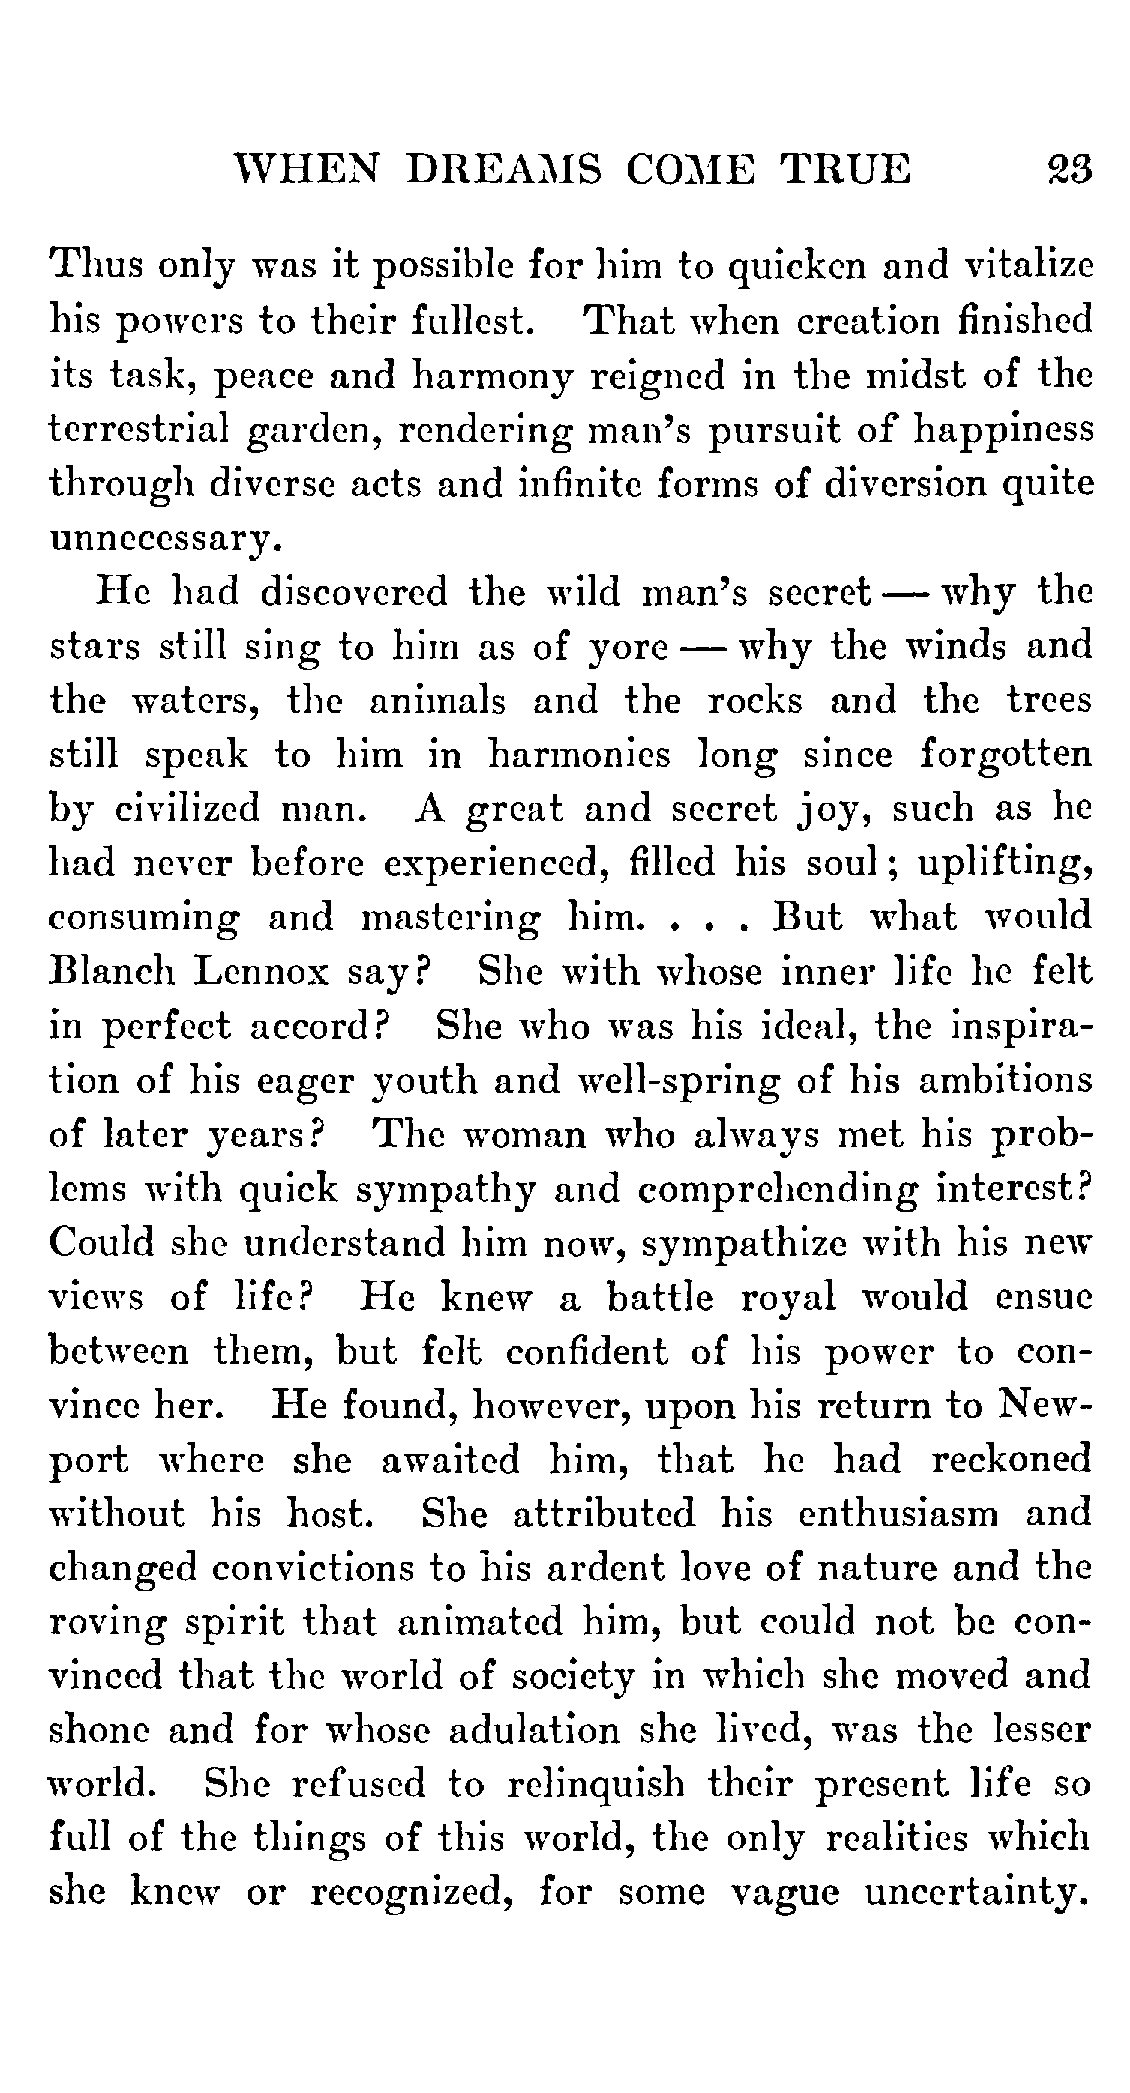 WHEN DREAMS COME TRUE 23
Thus only was it possible for him to quicken and vitalize
his powers to their fullest. That when creation finished
its task, peace and harmony reigned in the midst of the
terrestrial garden, rendering man's pursuit of happiness
through diverse acts and infinite forms of diversion quite
unnecessary.
He had discovered the wild man's secret — why the
stars still sing to him as of yore — why the winds and
the waters, the animals and the rocks and the trees
still speak to him in harmonies long since forgotten
by civilized man. A great and secret joy, such as he
had never before experienced, filled his soul; uplifting,
consuming and mastering him. . . . But what would
Blanch Lennox say? She with whose inner life he felt
in perfect accord? She who was his ideal, the inspira-
tion of his eager youth and well-spring of his ambitions
of later years? The woman who always met his prob-
lems with quick sympathy and comprehending interest?
Could she understand him now, sympathize with his new
views of life? He knew a battle royal would ensue
between them, but felt confident of his power to con-
vince her. He found, however, upon his return to New-
port where she awaited him, that he had reckoned
without his host. She attributed his enthusiasm and
changed convictions to his ardent love of nature and the
roving spirit that animated him, but could not be con-
vinced that the world of society in which she moved and
shone and for whose adulation she lived, was the lesser
world. She refused to relinquish their present life so
full of the things of this world, the only realities which
she knew or recognized, for some vague uncertainty.